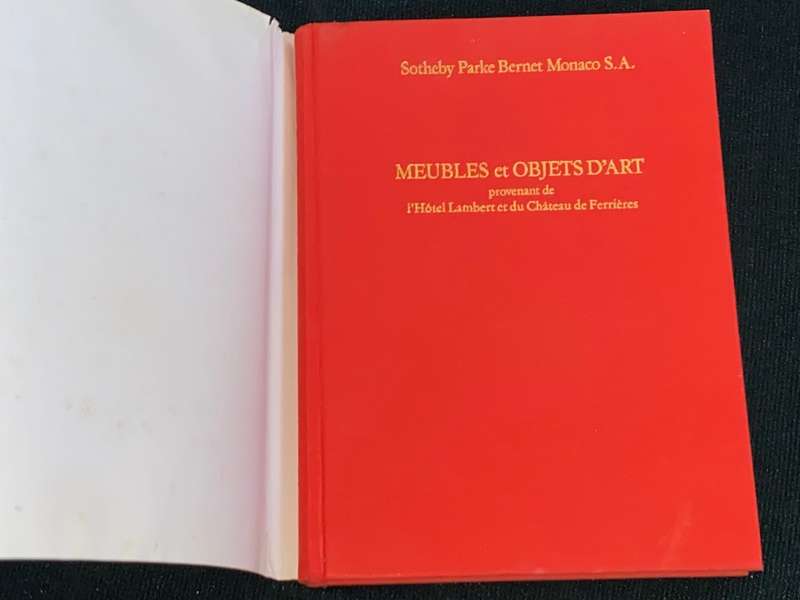 Sotheby Parke Bernet Monaco S.A.
MEUBLES et OBJETS D'ART
provenant de
l'Hôtel Lambert et du Château de Ferrières